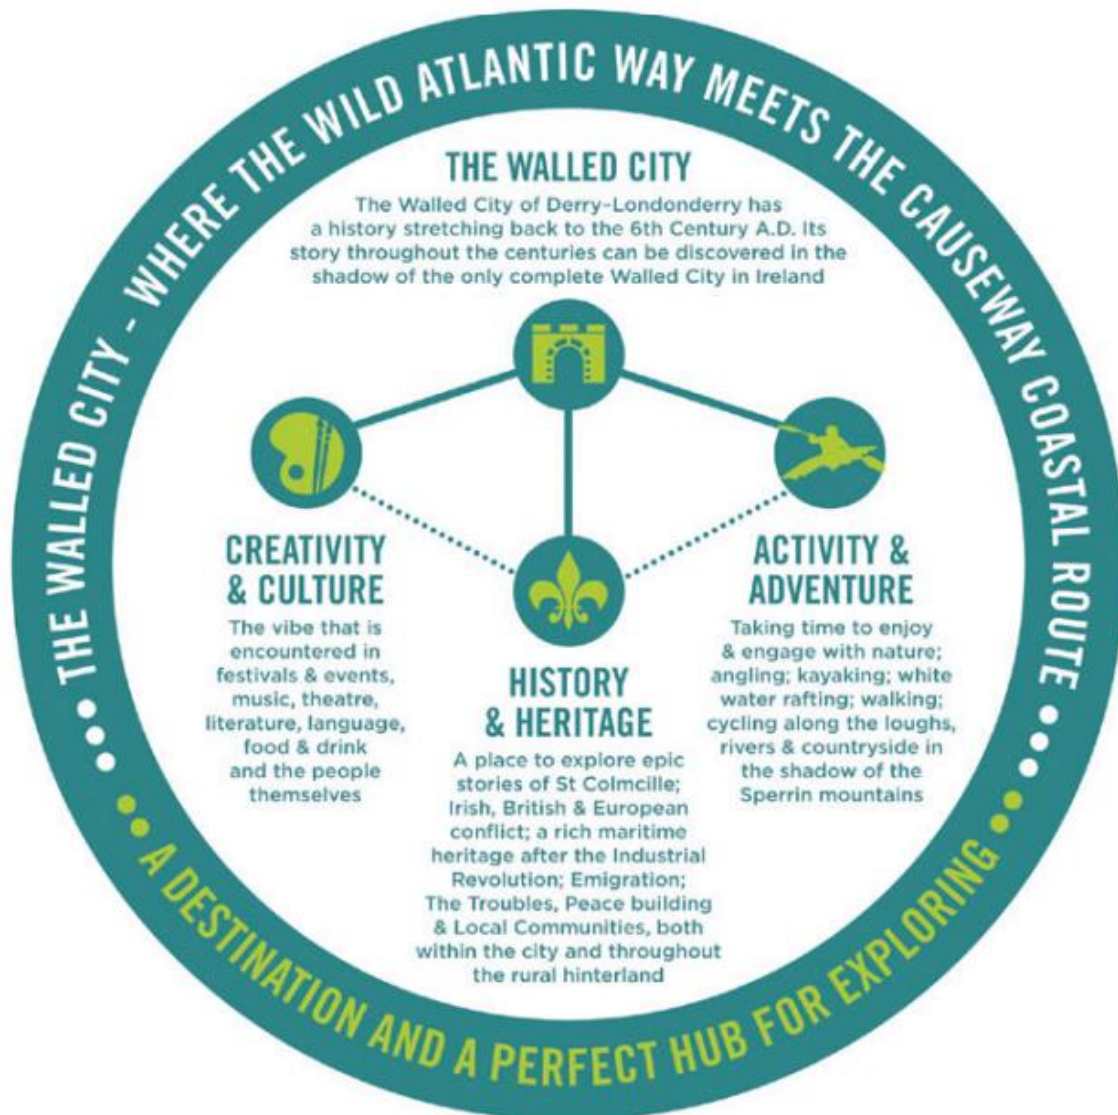 THE WALLED CITY - WHERE THE WILD ATLANTIC WAY MEETS THE CAUSEWAY COASTAL ROUTE
THE WALLED CITY
The Walled City of Derry-Londonderry has
a history stretching back to the 6th Century A.D. Its
story throughout the centuries can be discovered in the
shadow of the only complete Walled City in Ireland
CREATIVITY
& CULTURE
The vibe that is
encountered in
festivals & events,
music, theatre,
literature, language,
food & drink
and the people
themselves
HISTORY
& HERITAGE
A place to explore epic
stories of St Colmcille;
Irish, British & European
conflict; a rich maritime
heritage after the Industrial
Revolution; Emigration;
The Troubles, Peace building
& Local Communities, both
within the city and throughout
the rural hinterland
ACTIVITY &
ADVENTURE
Taking time to enjoy
& engage with nature;
angling; kayaking; white
water rafting; walking;
cycling along the loughs,
rivers & countryside in
the shadow of the
Sperrin mountains
A DESTINATION AND A PERFECT HUB FOR EXPLORING